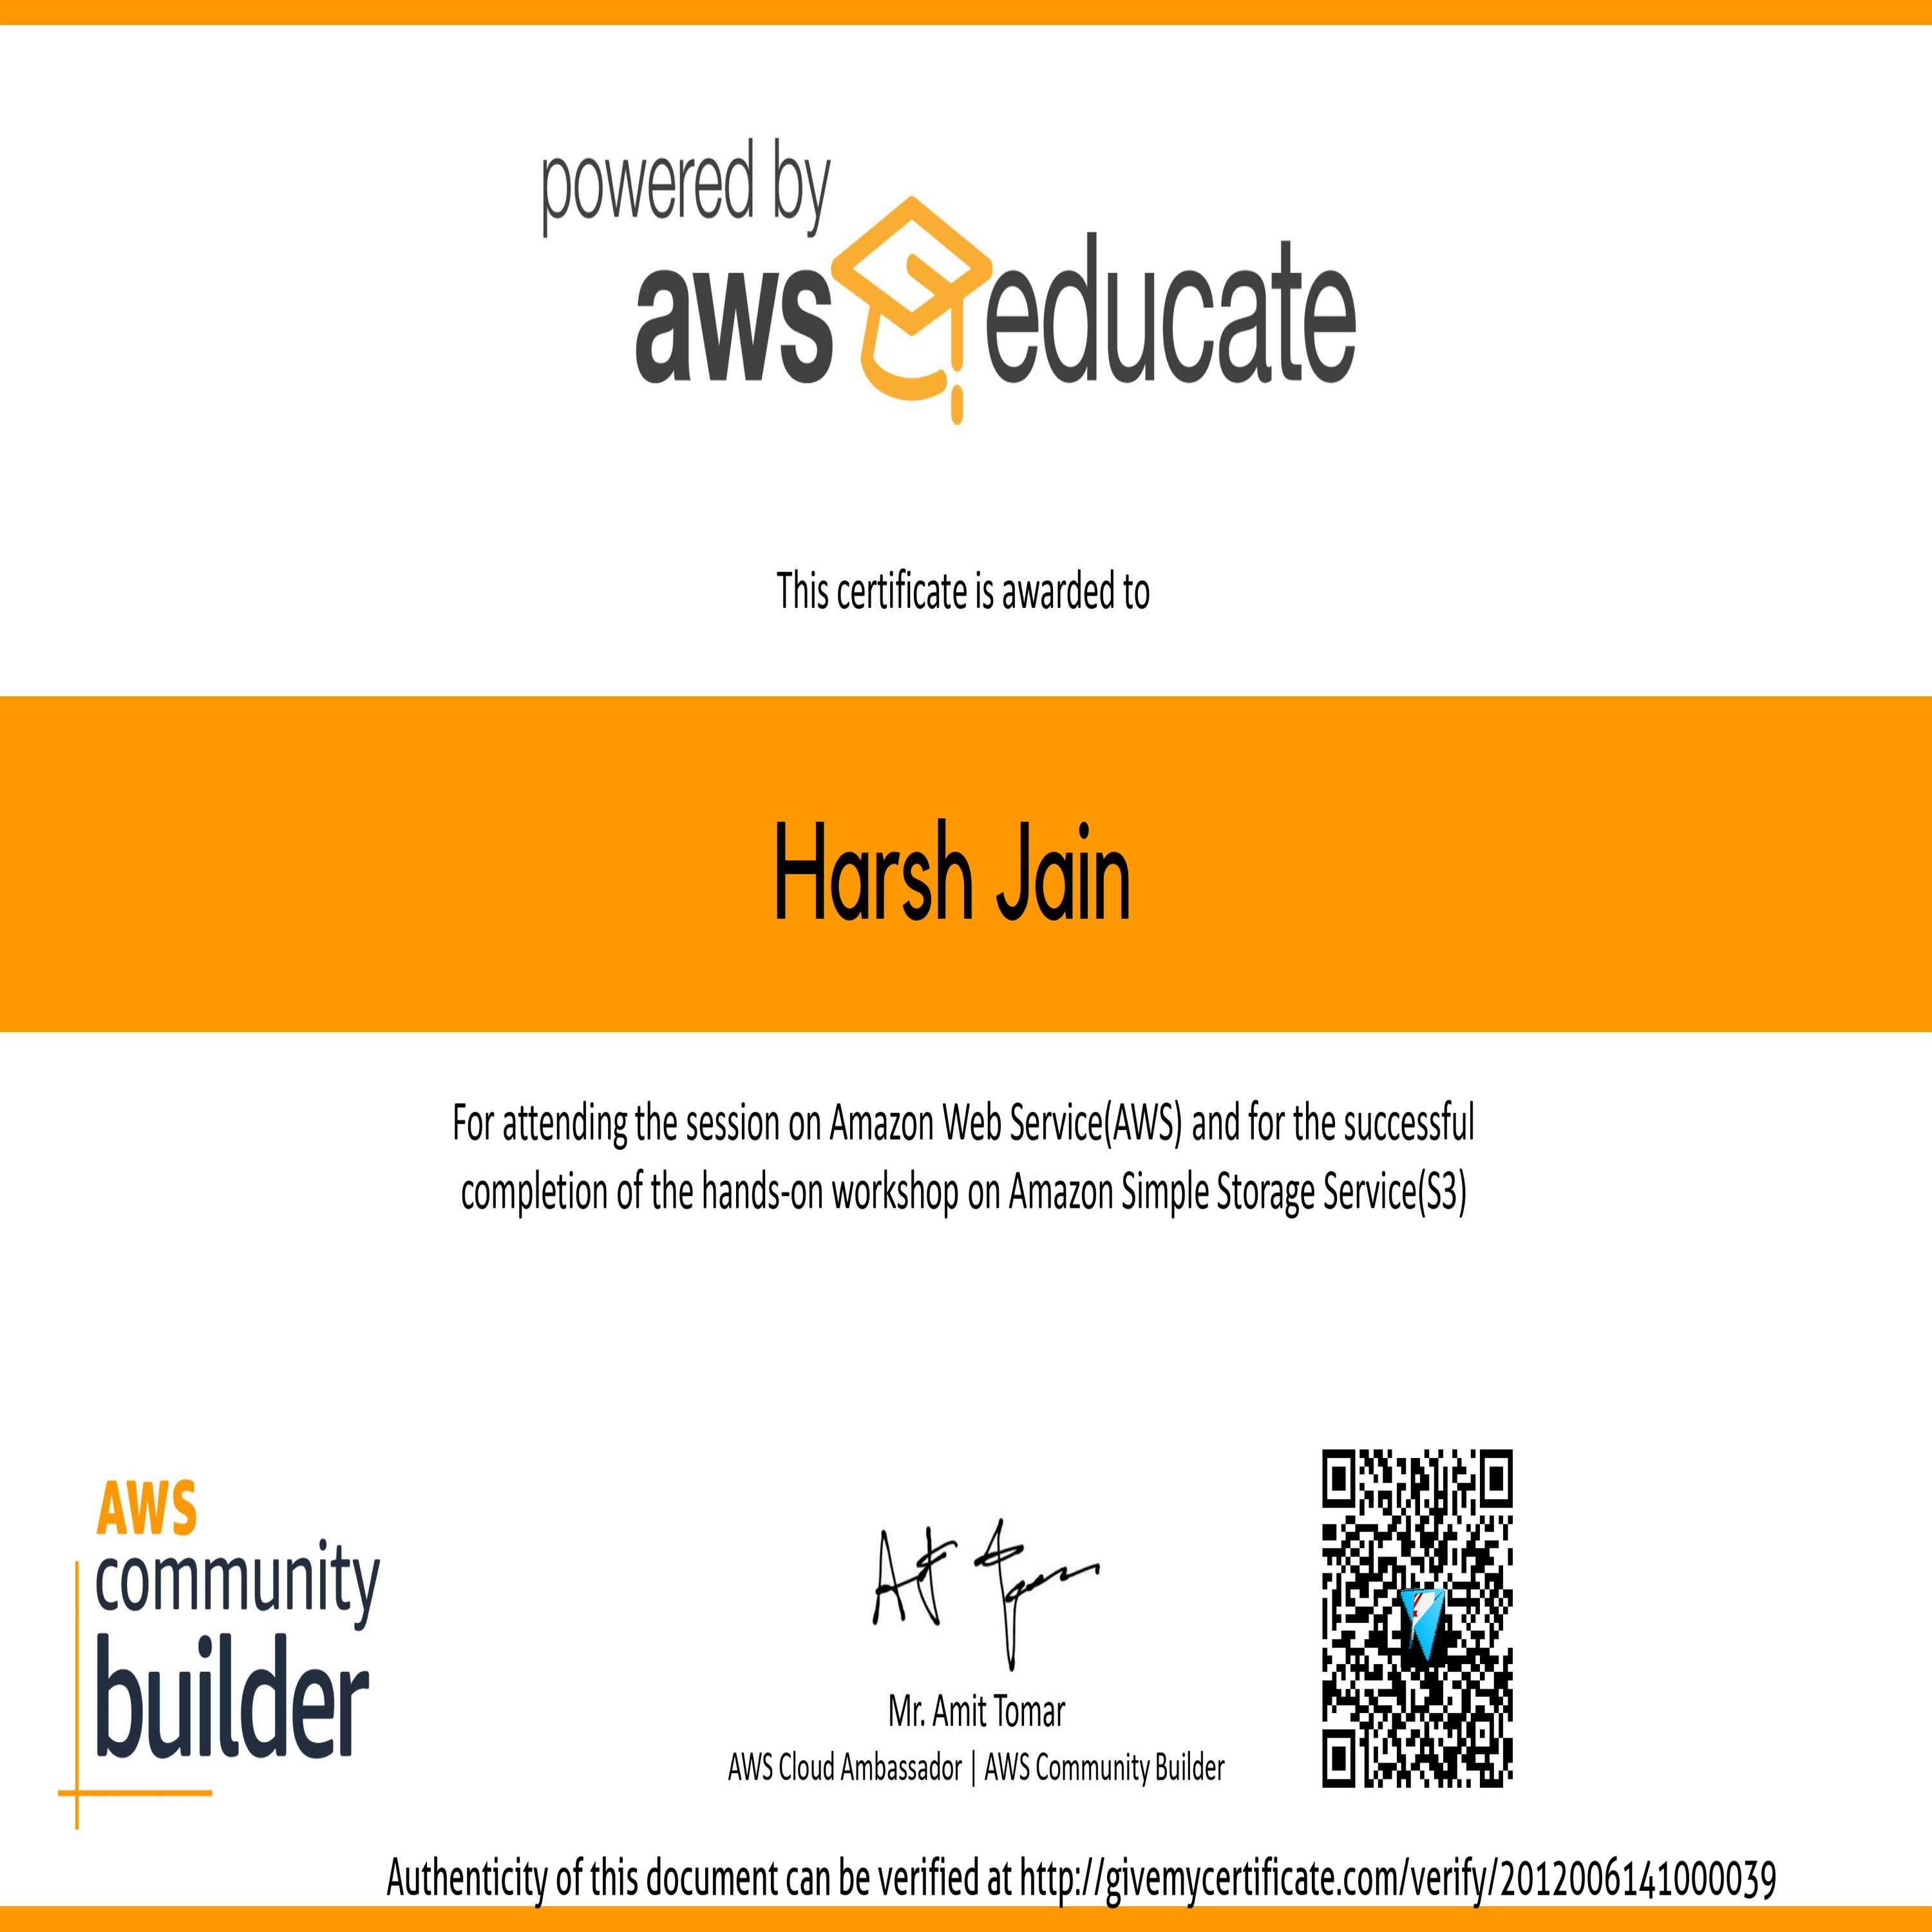 powered by
aws educate
This certificate is awarded to
Harsh Jain
For attending the session on Amazon Web Service(AWS) and for the successful
completion of the hands-on workshop on Amazon Simple Storage Service(S3)
AWS
community
builder
Mr. Amit Tomar
AWS Cloud Ambassador | AWS Community Builder
Authenticity of this document can be verified at http://givemycertificate.com/verify/2012006141000039